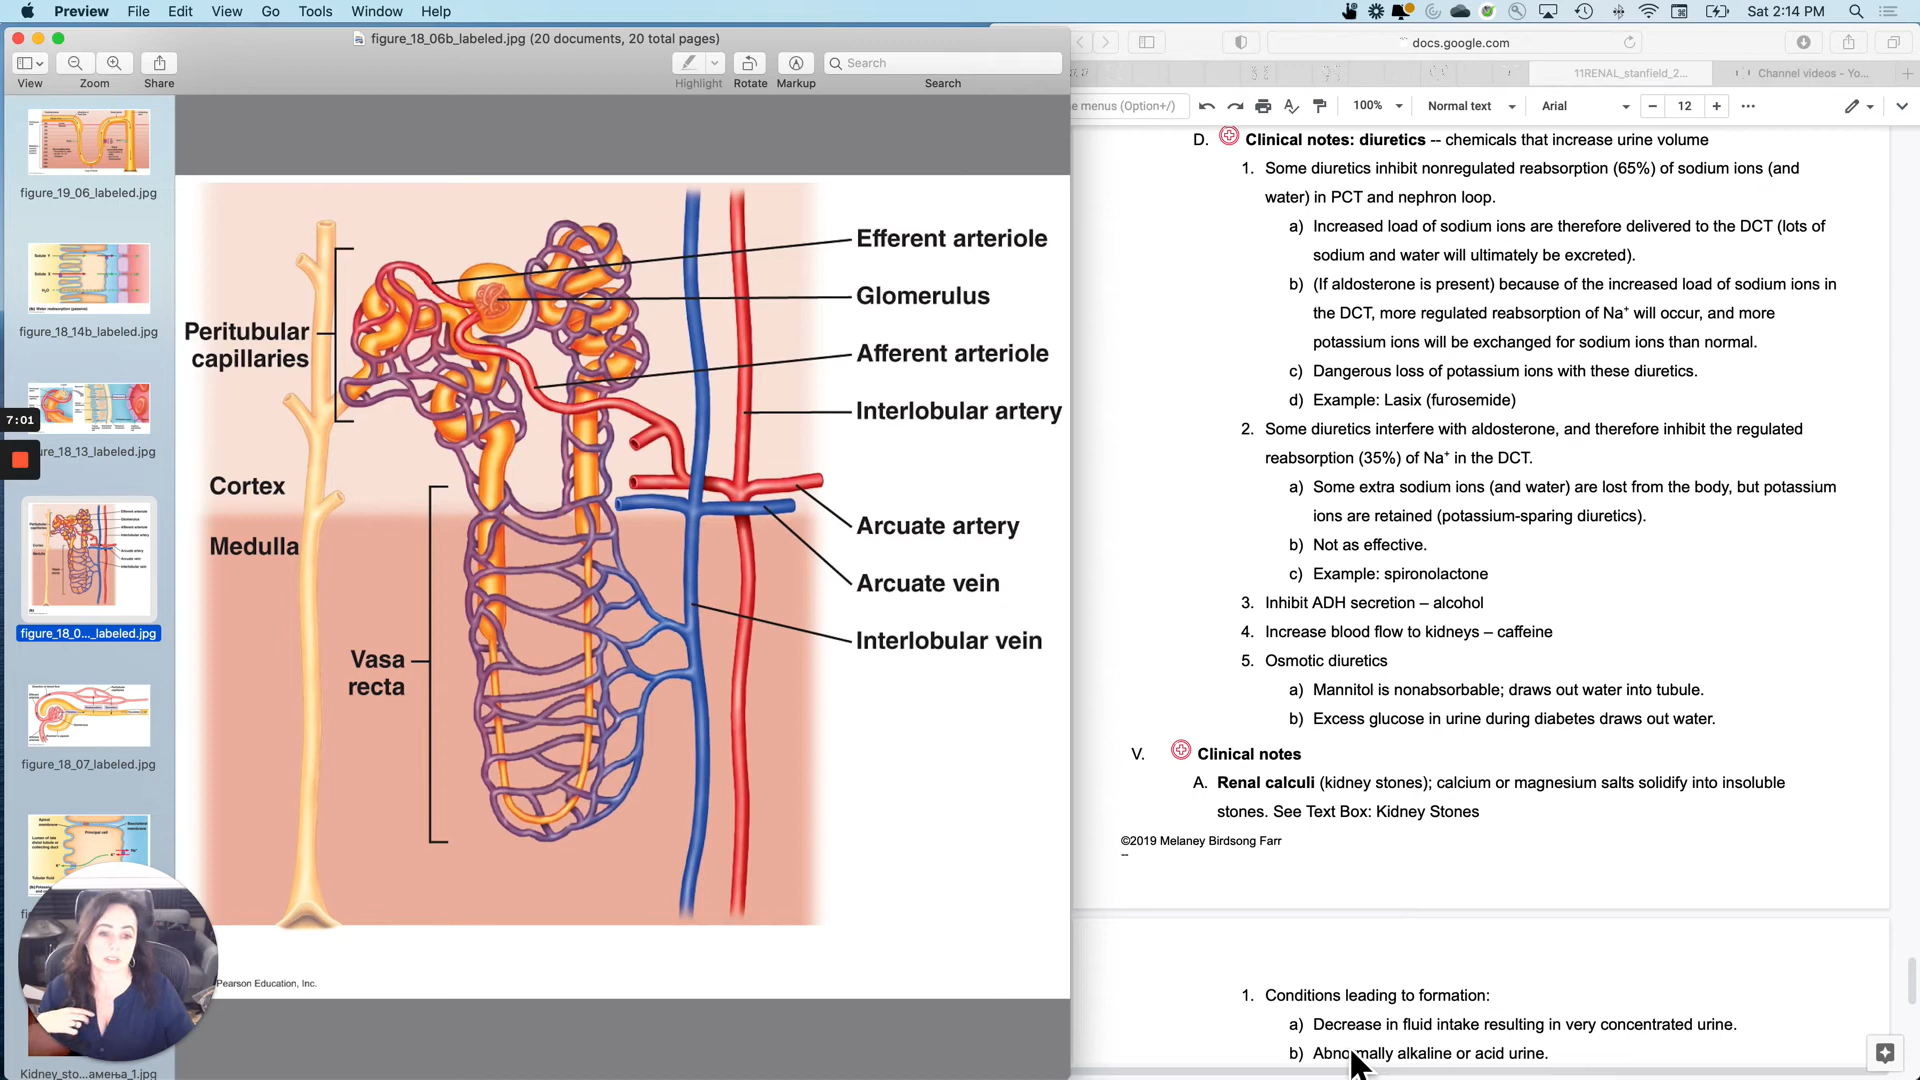 Preview File Edit View Go Tools Window Help
Sat 2:14 PM
figure_18_06b_labeled.jpg (20 documents, 20 total pages)
View
Zoom
Share
Highlight
Rotate
Markup
Search
Search
figure_19_06_labeled.jpg
figure_18_14b_labeled.jpg
7:01
_18_13_labeled.jpg
figure_18_0..._labeled.jpg
figure_18_07_labeled.jpg
Efferent arteriole
Glomerulus
Afferent arteriole
Interlobular artery
Arcuate artery
Arcuate vein
Interlobular vein
Peritubular
capillaries
Cortex
Medulla
Vasa
recta
Pearson Education, Inc.
docs.google.com
11RENAL_stanfield_2...
Channel videos - Yo...
e menus (Option+/)
100%
Normal text
Arial
12
D. Clinical notes: diuretics -- chemicals that increase urine volume
1. Some diuretics inhibit nonregulated reabsorption (65%) of sodium ions (and
water) in PCT and nephron loop.
a) Increased load of sodium ions are therefore delivered to the DCT (lots of
sodium and water will ultimately be excreted).
b) (If aldosterone is present) because of the increased load of sodium ions in
the DCT, more regulated reabsorption of Na⁺ will occur, and more
potassium ions will be exchanged for sodium ions than normal.
c) Dangerous loss of potassium ions with these diuretics.
d) Example: Lasix (furosemide)
2. Some diuretics interfere with aldosterone, and therefore inhibit the regulated
reabsorption (35%) of Na⁺ in the DCT.
a) Some extra sodium ions (and water) are lost from the body, but potassium
ions are retained (potassium-sparing diuretics).
b) Not as effective.
c) Example: spironolactone
3. Inhibit ADH secretion – alcohol
4. Increase blood flow to kidneys – caffeine
5. Osmotic diuretics
a) Mannitol is nonabsorbable; draws out water into tubule.
b) Excess glucose in urine during diabetes draws out water.
V. Clinical notes
A. Renal calculi (kidney stones); calcium or magnesium salts solidify into insoluble
stones. See Text Box: Kidney Stones
©2019 Melaney Birdsong Farr
--
1. Conditions leading to formation:
a) Decrease in fluid intake resulting in very concentrated urine.
b) Abnormally alkaline or acid urine.